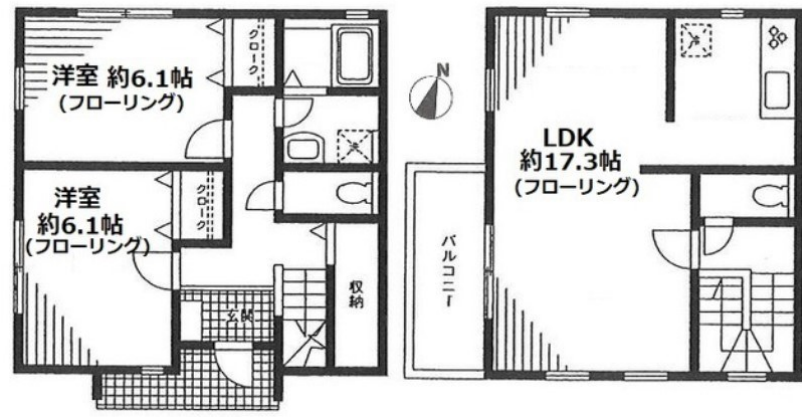 クローク
洋室 約6.1帖
(フローリング)
洋室
約6.1帖
(フローリング)
クローク
収納
玄関
N
冷
LDK
約17.3帖
(フローリング)
バルコニー